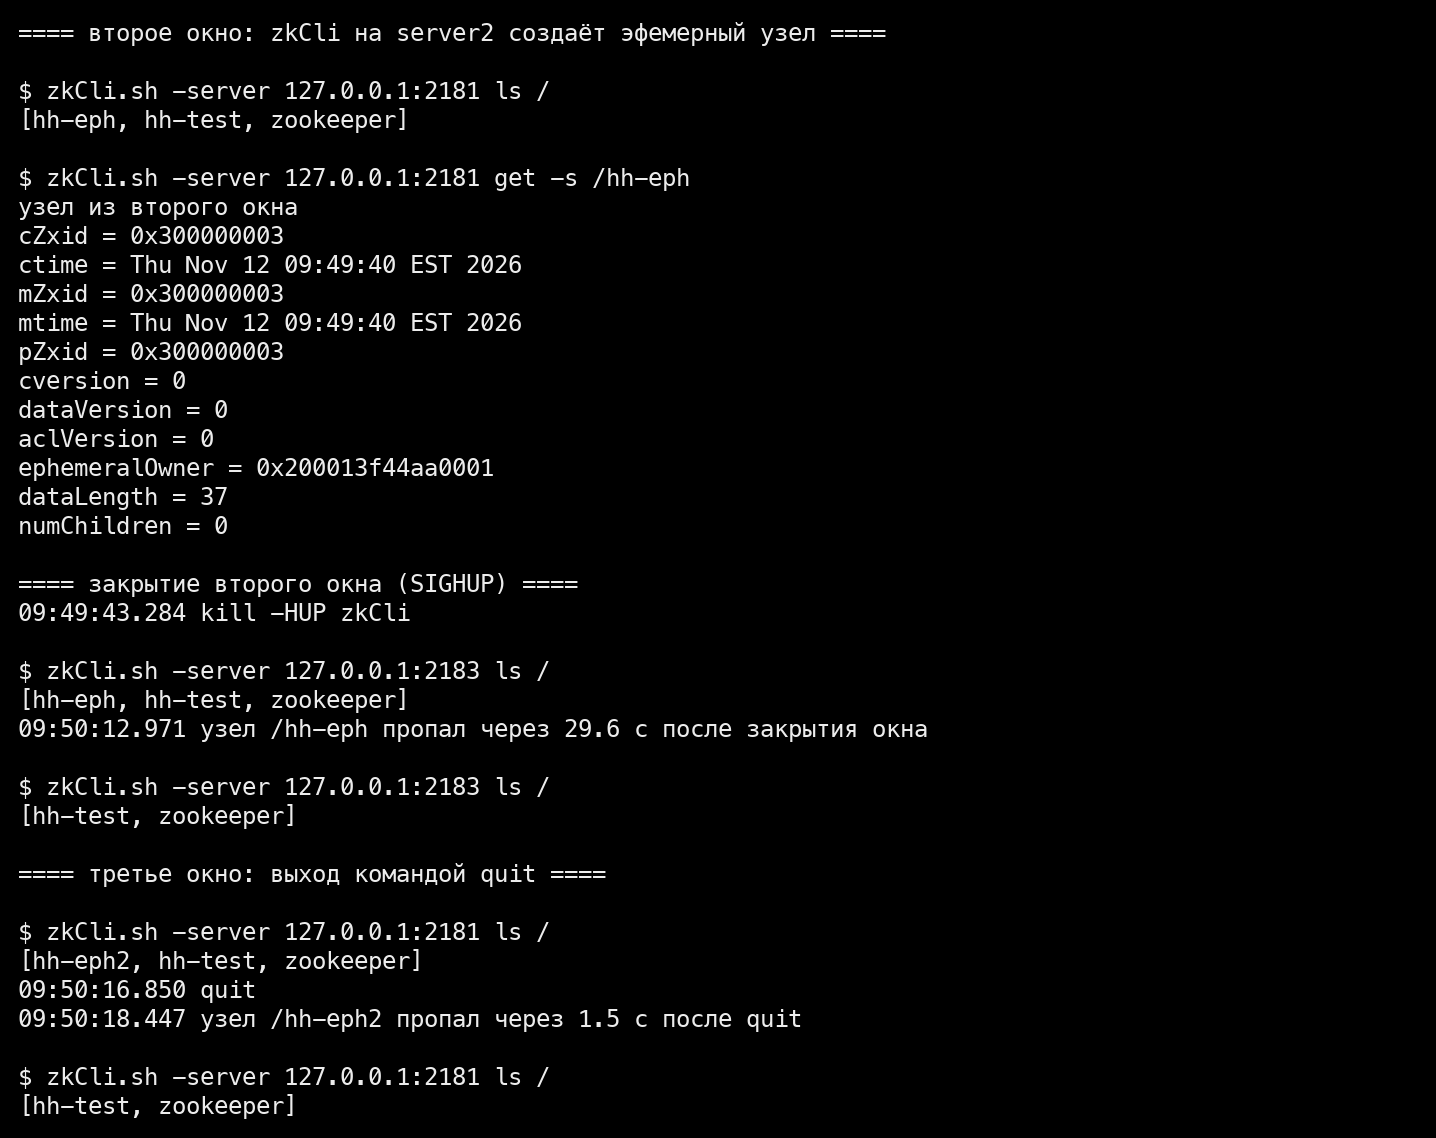 ==== второе окно: zkCli на server2 создаёт эфемерный узел ====
$ zkCli.sh -server 127.0.0.1:2181 ls /
[hh-eph, hh-test, zookeeper]
$ zkCli.sh -server 127.0.0.1:2181 get -s /hh-eph
узел из второго окна
cZxid = 0x300000003
ctime = Thu Nov 12 09:49:40 EST 2026
mZxid = 0x300000003
mtime = Thu Nov 12 09:49:40 EST 2026
pZxid = 0x300000003
cversion = 0
dataVersion = 0
aclVersion = 0
ephemeralOwner = 0x200013f44aa0001
dataLength = 37
numChildren = 0
==== закрытие второго окна (SIGHUP) ====
09:49:43.284 kill -HUP zkCli
$ zkCli.sh -server 127.0.0.1:2183 ls /
[hh-eph, hh-test, zookeeper]
09:50:12.971 узел /hh-eph пропал через 29.6 с после закрытия окна
$ zkCli.sh -server 127.0.0.1:2183 ls /
[hh-test, zookeeper]
==== третье окно: выход командой quit ====
$ zkCli.sh -server 127.0.0.1:2181 ls /
[hh-eph2, hh-test, zookeeper]
09:50:16.850 quit
09:50:18.447 узел /hh-eph2 пропал через 1.5 с после quit
$ zkCli.sh -server 127.0.0.1:2181 ls /
[hh-test, zookeeper]